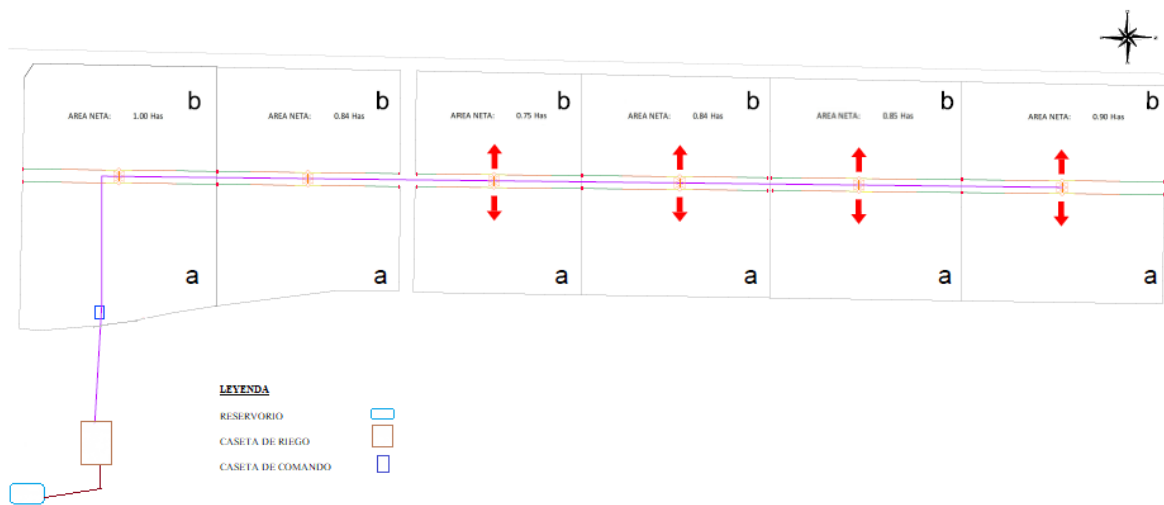 b b b b b b
AREA NETA: 1.00 Has AREA NETA: 0.84 Has AREA NETA: 0.75 Has AREA NETA: 0.84 Has AREA NETA: 0.85 Has AREA NETA: 0.90 Has
a a a a a a
LEYENDA
RESERVORIO
CASETA DE RIEGO
CASETA DE COMANDO